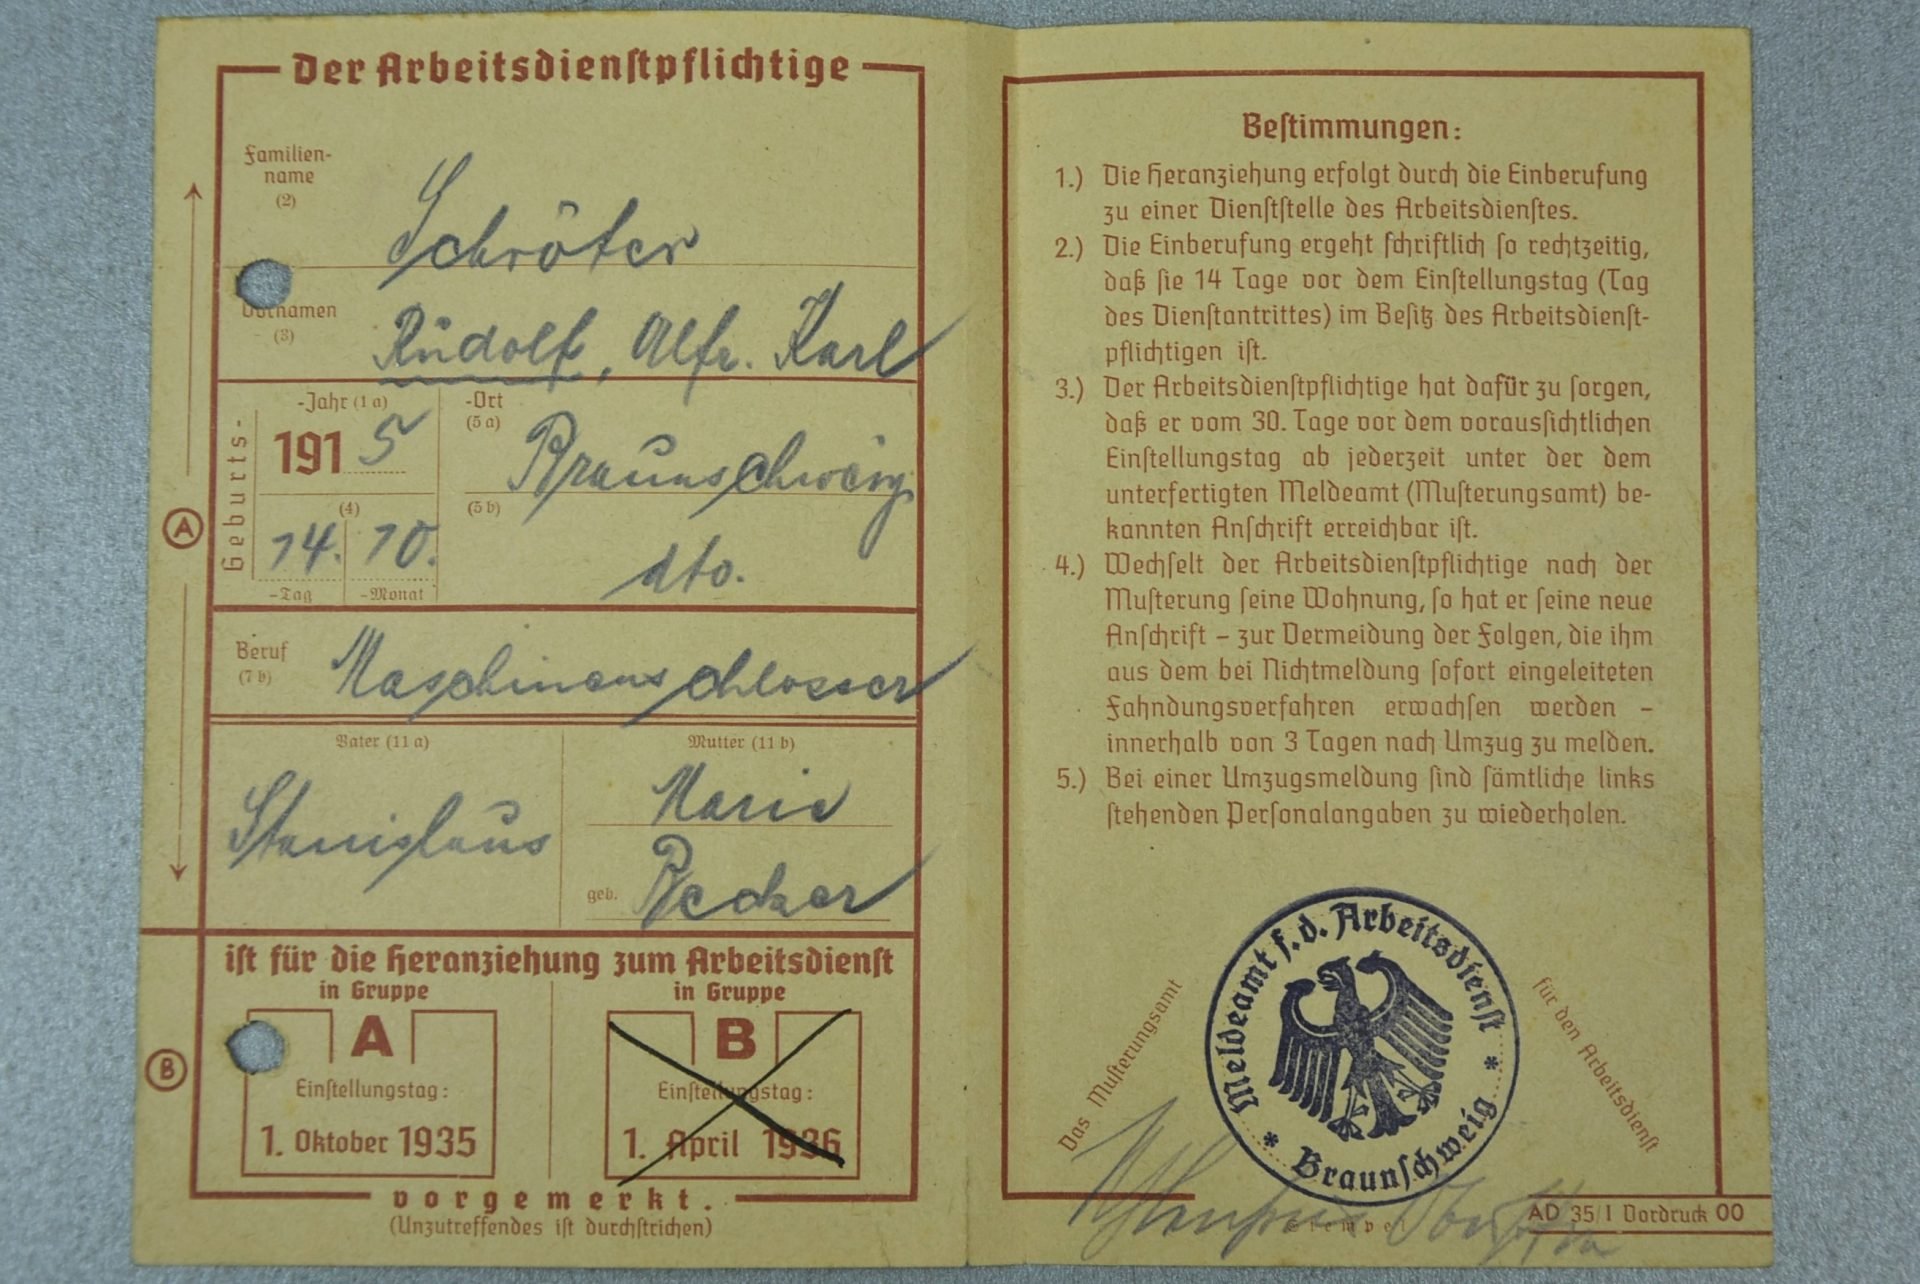 Der Arbeitsdienstpflichtige
Familien-
name
(2)
Schröter
Vornamen
(3)
Rudolf, Alfr. Karl
Geburts-
-Jahr (1 a)
1915
-Ort
(5 a)
Braunschweig
(4)
14. 10.
-Tag -Monat
(5 b)
dto.
Beruf
(7 b)
Maschinenschlosser
Vater (11 a)
Stanislaus
Mutter (11 b)
Marie
geb. Becker
A
B
ist für die Heranziehung zum Arbeitsdienst
in Gruppe
A
Einstellungstag:
1. Oktober 1935
in Gruppe
B
Einstellungstag:
1. April 1936
vorgemerkt.
(Unzutreffendes ist durchstrichen)
Bestimmungen:
1.) Die Heranziehung erfolgt durch die Einberufung
zu einer Dienststelle des Arbeitsdienstes.
2.) Die Einberufung ergeht schriftlich so rechtzeitig,
daß sie 14 Tage vor dem Einstellungstag (Tag
des Dienstantrittes) im Besitz des Arbeitsdienst-
pflichtigen ist.
3.) Der Arbeitsdienstpflichtige hat dafür zu sorgen,
daß er vom 30. Tage vor dem voraussichtlichen
Einstellungstag ab jederzeit unter der dem
unterfertigten Meldeamt (Musterungsamt) be-
kannten Anschrift erreichbar ist.
4.) Wechselt der Arbeitsdienstpflichtige nach der
Musterung seine Wohnung, so hat er seine neue
Anschrift – zur Vermeidung der Folgen, die ihm
aus dem bei Nichtmeldung sofort eingeleiteten
Fahndungsverfahren erwachsen werden –
innerhalb von 3 Tagen nach Umzug zu melden.
5.) Bei einer Umzugsmeldung sind sämtliche links
stehenden Personalangaben zu wiederholen.
Das Musterungsamt
Meldeamt f. d. Arbeitsdienst
* Braunschweig *
für den Arbeitsdienst
Stempel
AD 35/1 Vordruck 00